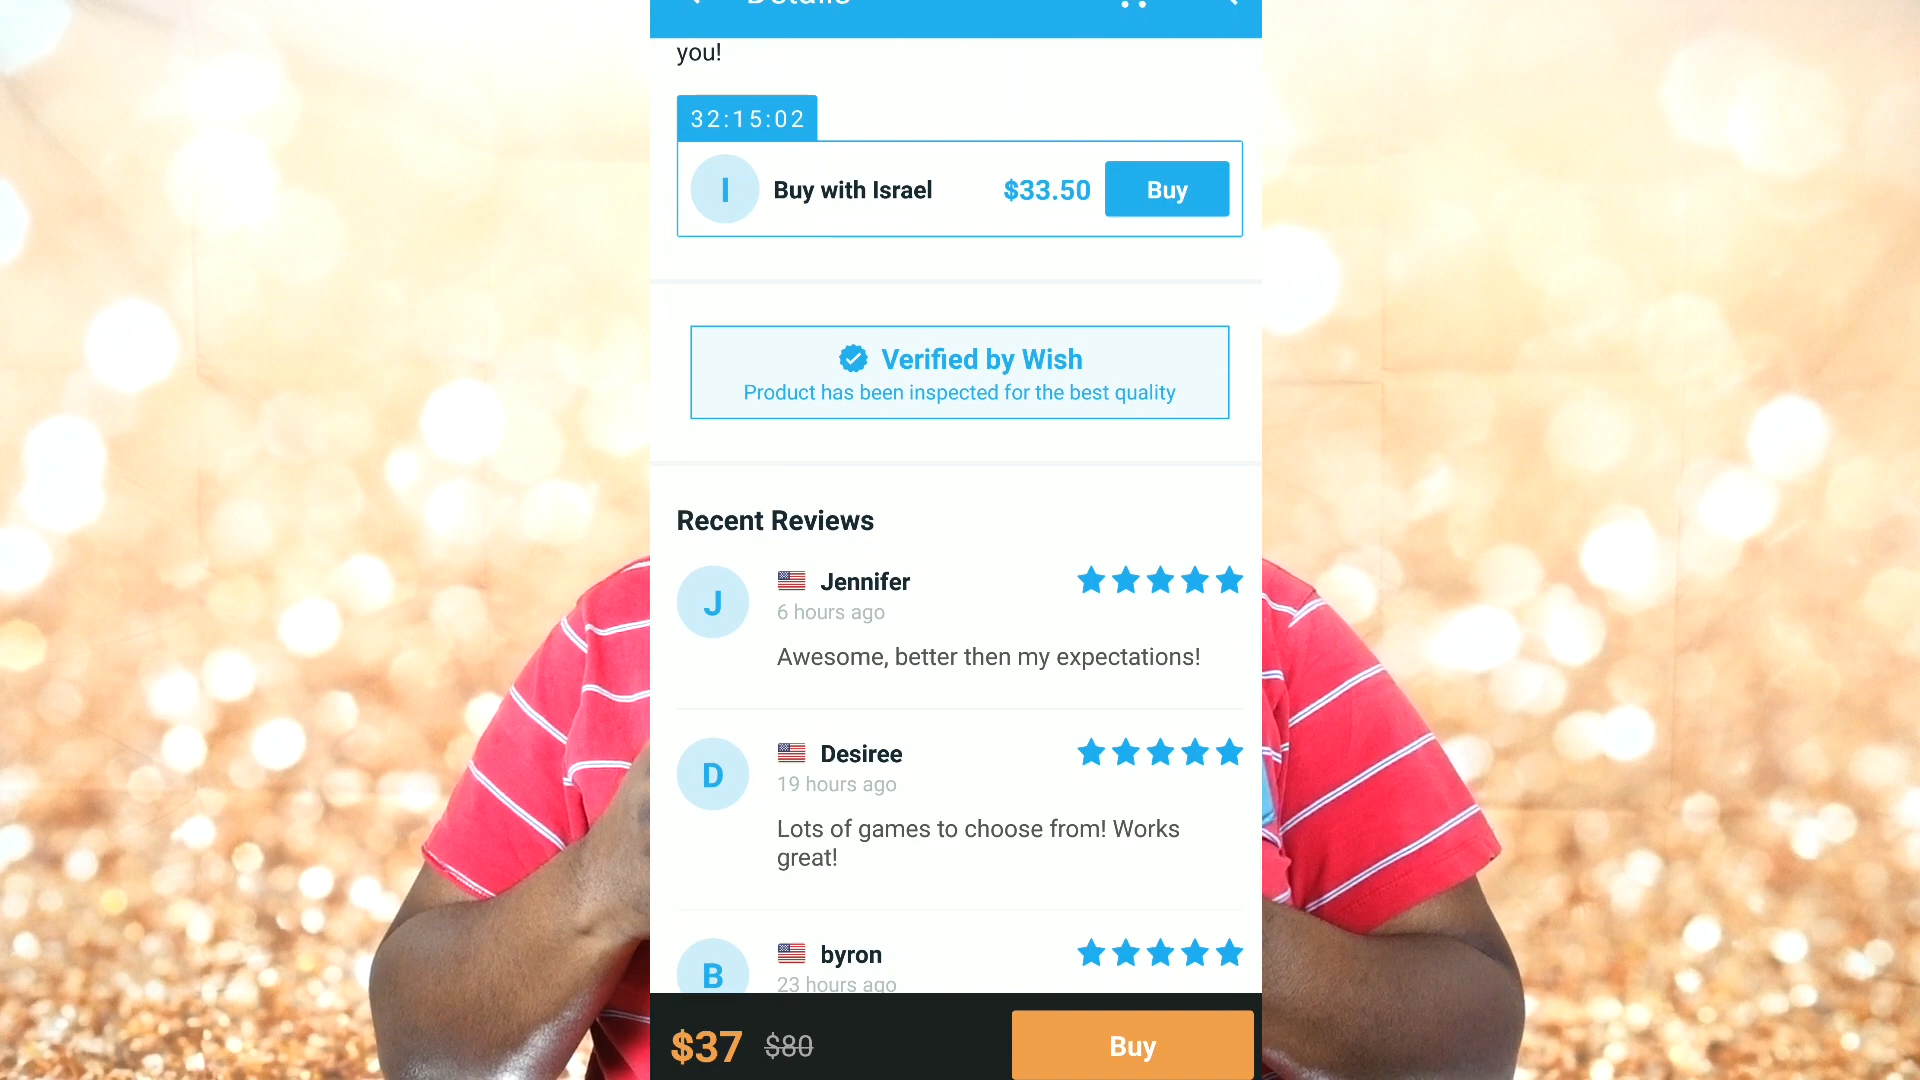 Details
you!
32:15:02
I
Buy with Israel
$33.50
Buy
Verified by Wish
Product has been inspected for the best quality
Recent Reviews
J
Jennifer
6 hours ago
Awesome, better then my expectations!
D
Desiree
19 hours ago
Lots of games to choose from! Works
great!
B
byron
23 hours ago
$37 $80
Buy